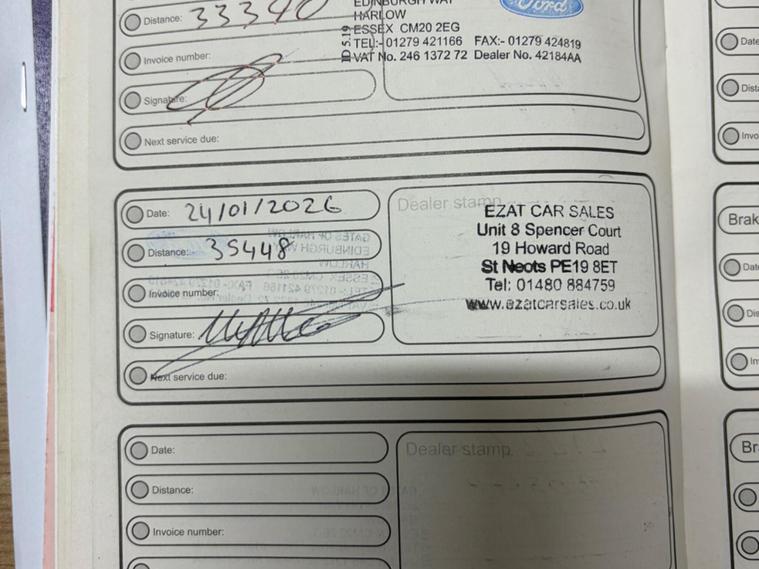 Distance: 33340
EDINBURGH WAY
HARLOW
ESSEX CM20 2EG
TEL:- 01279 421166 FAX:- 01279 424819
VAT No. 246 1372 72 Dealer No. 42184AA
Ford
Invoice number:
Signature:
Next service due:
Date: 24/01/2026
Distance: 35448
Invoice number:
Signature:
Next service due:
Dealer stamp
EZAT CAR SALES
Unit 8 Spencer Court
19 Howard Road
St Neots PE19 8ET
Tel: 01480 884759
www.ezatcarsales.co.uk
Date:
Distance:
Invoice number:
Dealer stamp
Date
Dist
Invo
Brak
Date
Dis
In
Br